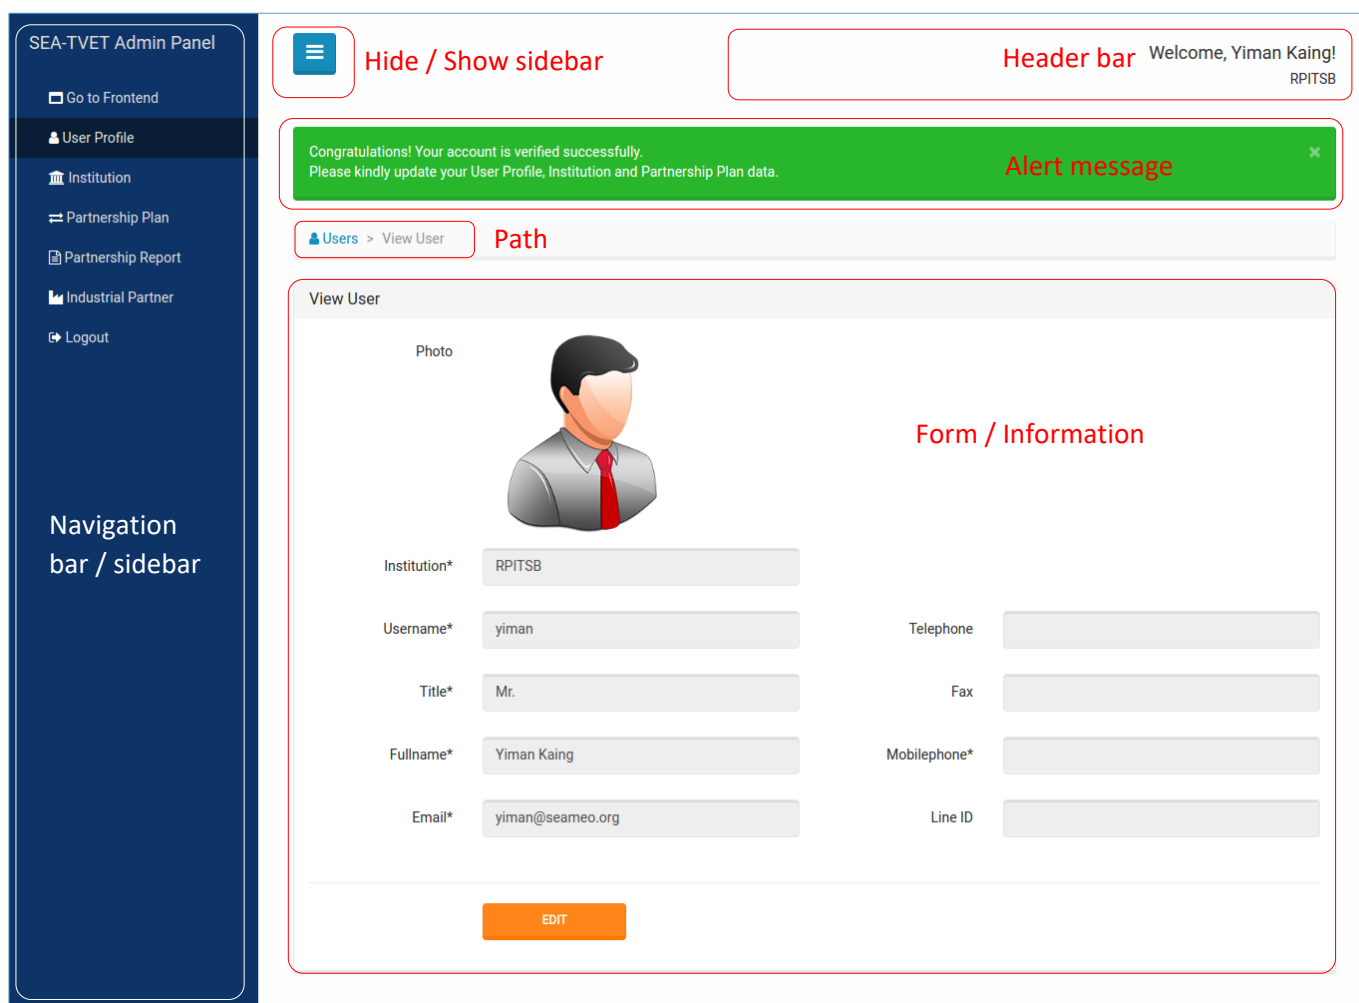 SEA-TVET Admin Panel
Go to Frontend
User Profile
Institution
Partnership Plan
Partnership Report
Industrial Partner
Logout
Navigation
bar / sidebar
Hide / Show sidebar
Header bar
Welcome, Yiman Kaing!
RPITSB
Congratulations! Your account is verified successfully.
Please kindly update your User Profile, Institution and Partnership Plan data.
Alert message
×
Users > View User
Path
View User
Photo
Form / Information
Institution* RPITSB
Username* yiman
Telephone
Title* Mr.
Fax
Fullname* Yiman Kaing
Mobilephone*
Email* yiman@seameo.org
Line ID
EDIT